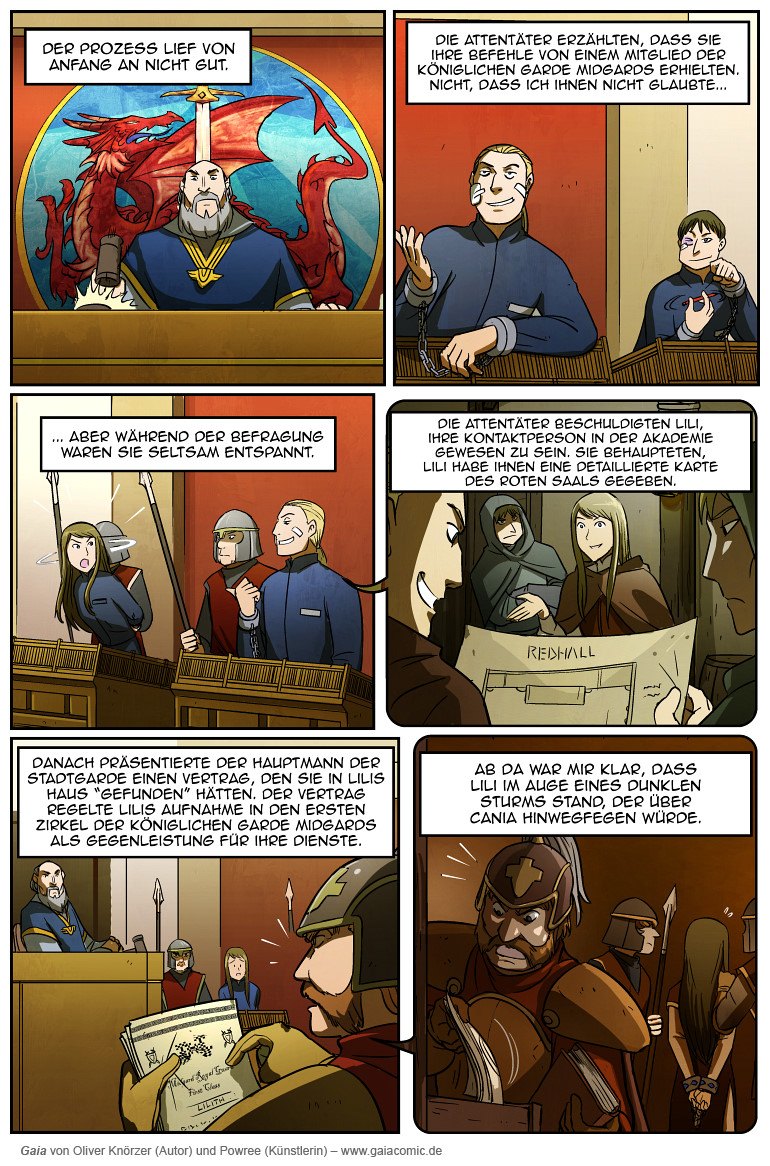 DER PROZESS LIEF VON
ANFANG AN NICHT GUT.
DIE ATTENTÄTER ERZÄHLTEN, DASS SIE
IHRE BEFEHLE VON EINEM MITGLIED DER
KÖNIGLICHEN GARDE MIDGARDS ERHIELTEN.
NICHT, DASS ICH IHNEN NICHT GLAUBTE...
... ABER WÄHREND DER BEFRAGUNG
WAREN SIE SELTSAM ENTSPANNT.
DIE ATTENTÄTER BESCHULDIGTEN LILI,
IHRE KONTAKTPERSON IN DER AKADEMIE
GEWESEN ZU SEIN. SIE BEHAUPTETEN,
LILI HABE IHNEN EINE DETAILLIERTE KARTE
DES ROTEN SAALS GEGEBEN.
REDHALL
DANACH PRÄSENTIERTE DER HAUPTMANN DER
STADTGARDE EINEN VERTRAG, DEN SIE IN LILIS
HAUS "GEFUNDEN" HÄTTEN. DER VERTRAG
REGELTE LILIS AUFNAHME IN DEN ERSTEN
ZIRKEL DER KÖNIGLICHEN GARDE MIDGARDS
ALS GEGENLEISTUNG FÜR IHRE DIENSTE.
Midgard Royal Guard
First Class
LILITH
AB DA WAR MIR KLAR, DASS
LILI IM AUGE EINES DUNKLEN
STURMS STAND, DER ÜBER
CANIA HINWEGFEGEN WÜRDE.
Gaia von Oliver Knörzer (Autor) und Powree (Künstlerin) – www.gaiacomic.de